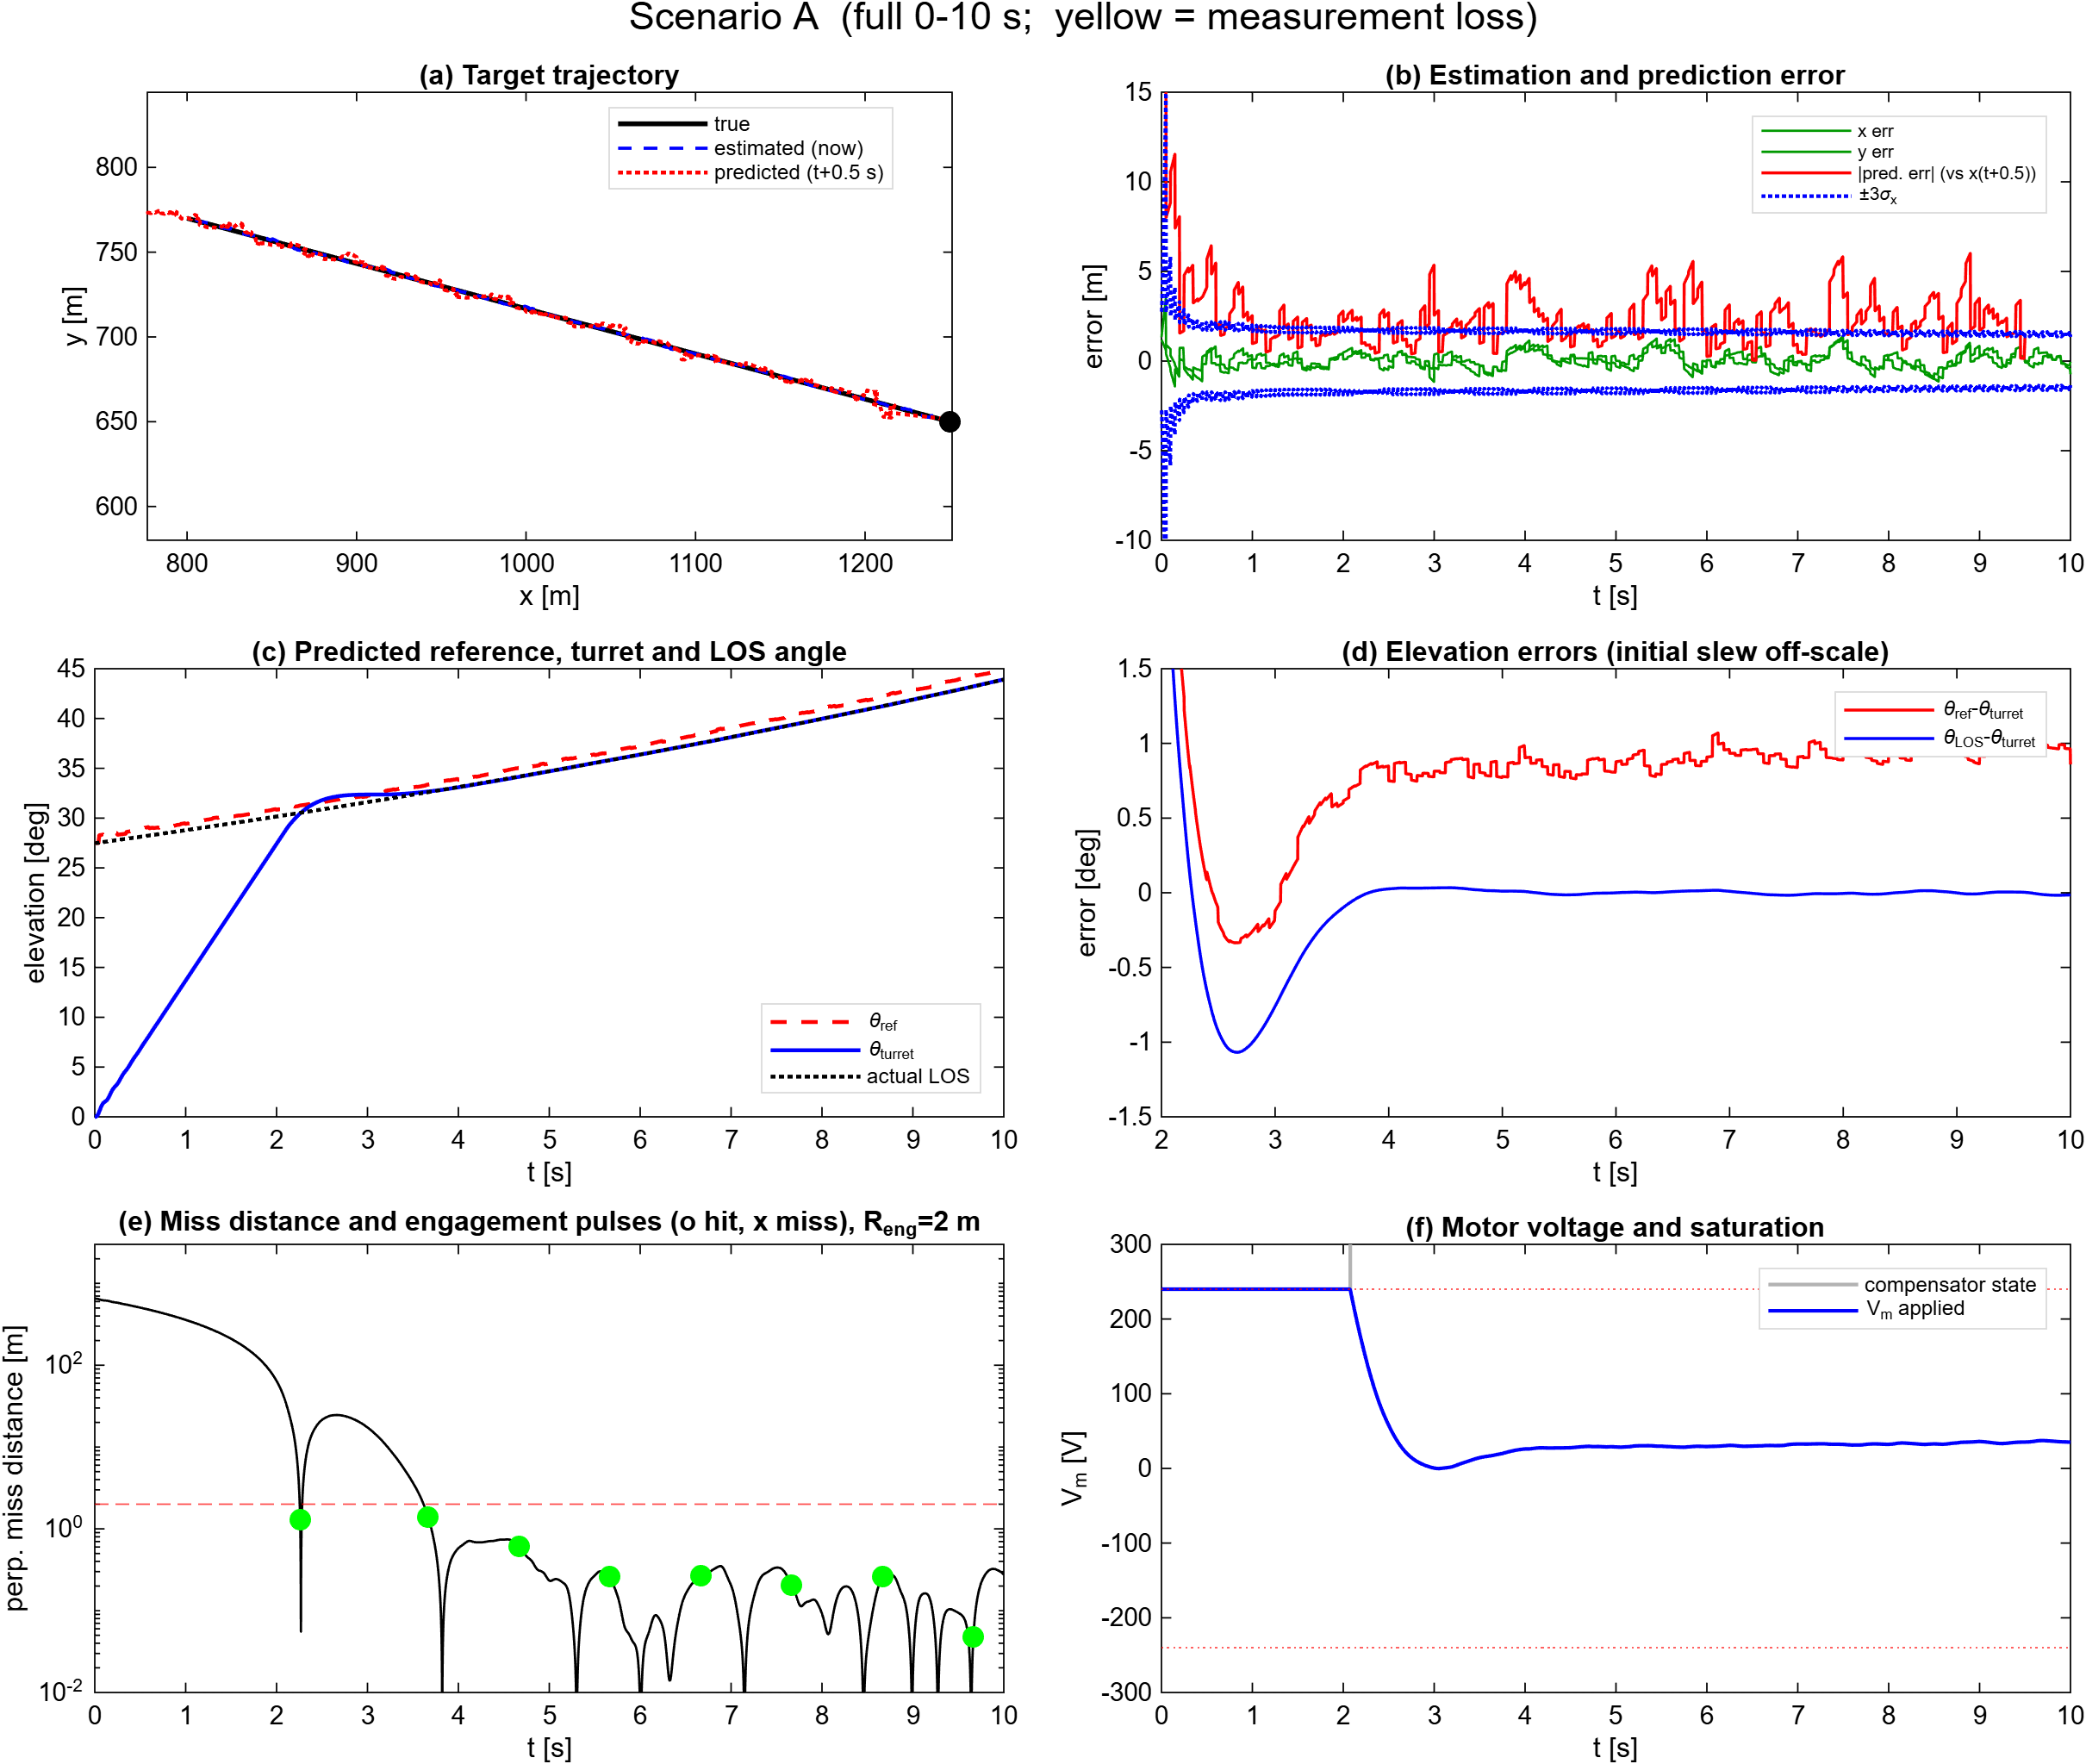 Scenario A (full 0-10 s; yellow = measurement loss)
(a) Target trajectory
true
estimated (now)
predicted (t+0.5 s)
y [m]
800
750
700
650
600
800 900 1000 1100 1200
x [m]
(b) Estimation and prediction error
x err
y err
|pred. err| (vs x(t+0.5))
±3σx
error [m]
15
10
5
0
-5
-10
0 1 2 3 4 5 6 7 8 9 10
t [s]
(c) Predicted reference, turret and LOS angle
elevation [deg]
45
40
35
30
25
20
15
10
5
0
θref
θturret
actual LOS
0 1 2 3 4 5 6 7 8 9 10
t [s]
(d) Elevation errors (initial slew off-scale)
θref-θturret
θLOS-θturret
error [deg]
1.5
1
0.5
0
-0.5
-1
-1.5
2 3 4 5 6 7 8 9 10
t [s]
(e) Miss distance and engagement pulses (o hit, x miss), Reng=2 m
perp. miss distance [m]
10^2
10^0
10^-2
0 1 2 3 4 5 6 7 8 9 10
t [s]
(f) Motor voltage and saturation
compensator state
Vm applied
Vm [V]
300
200
100
0
-100
-200
-300
0 1 2 3 4 5 6 7 8 9 10
t [s]